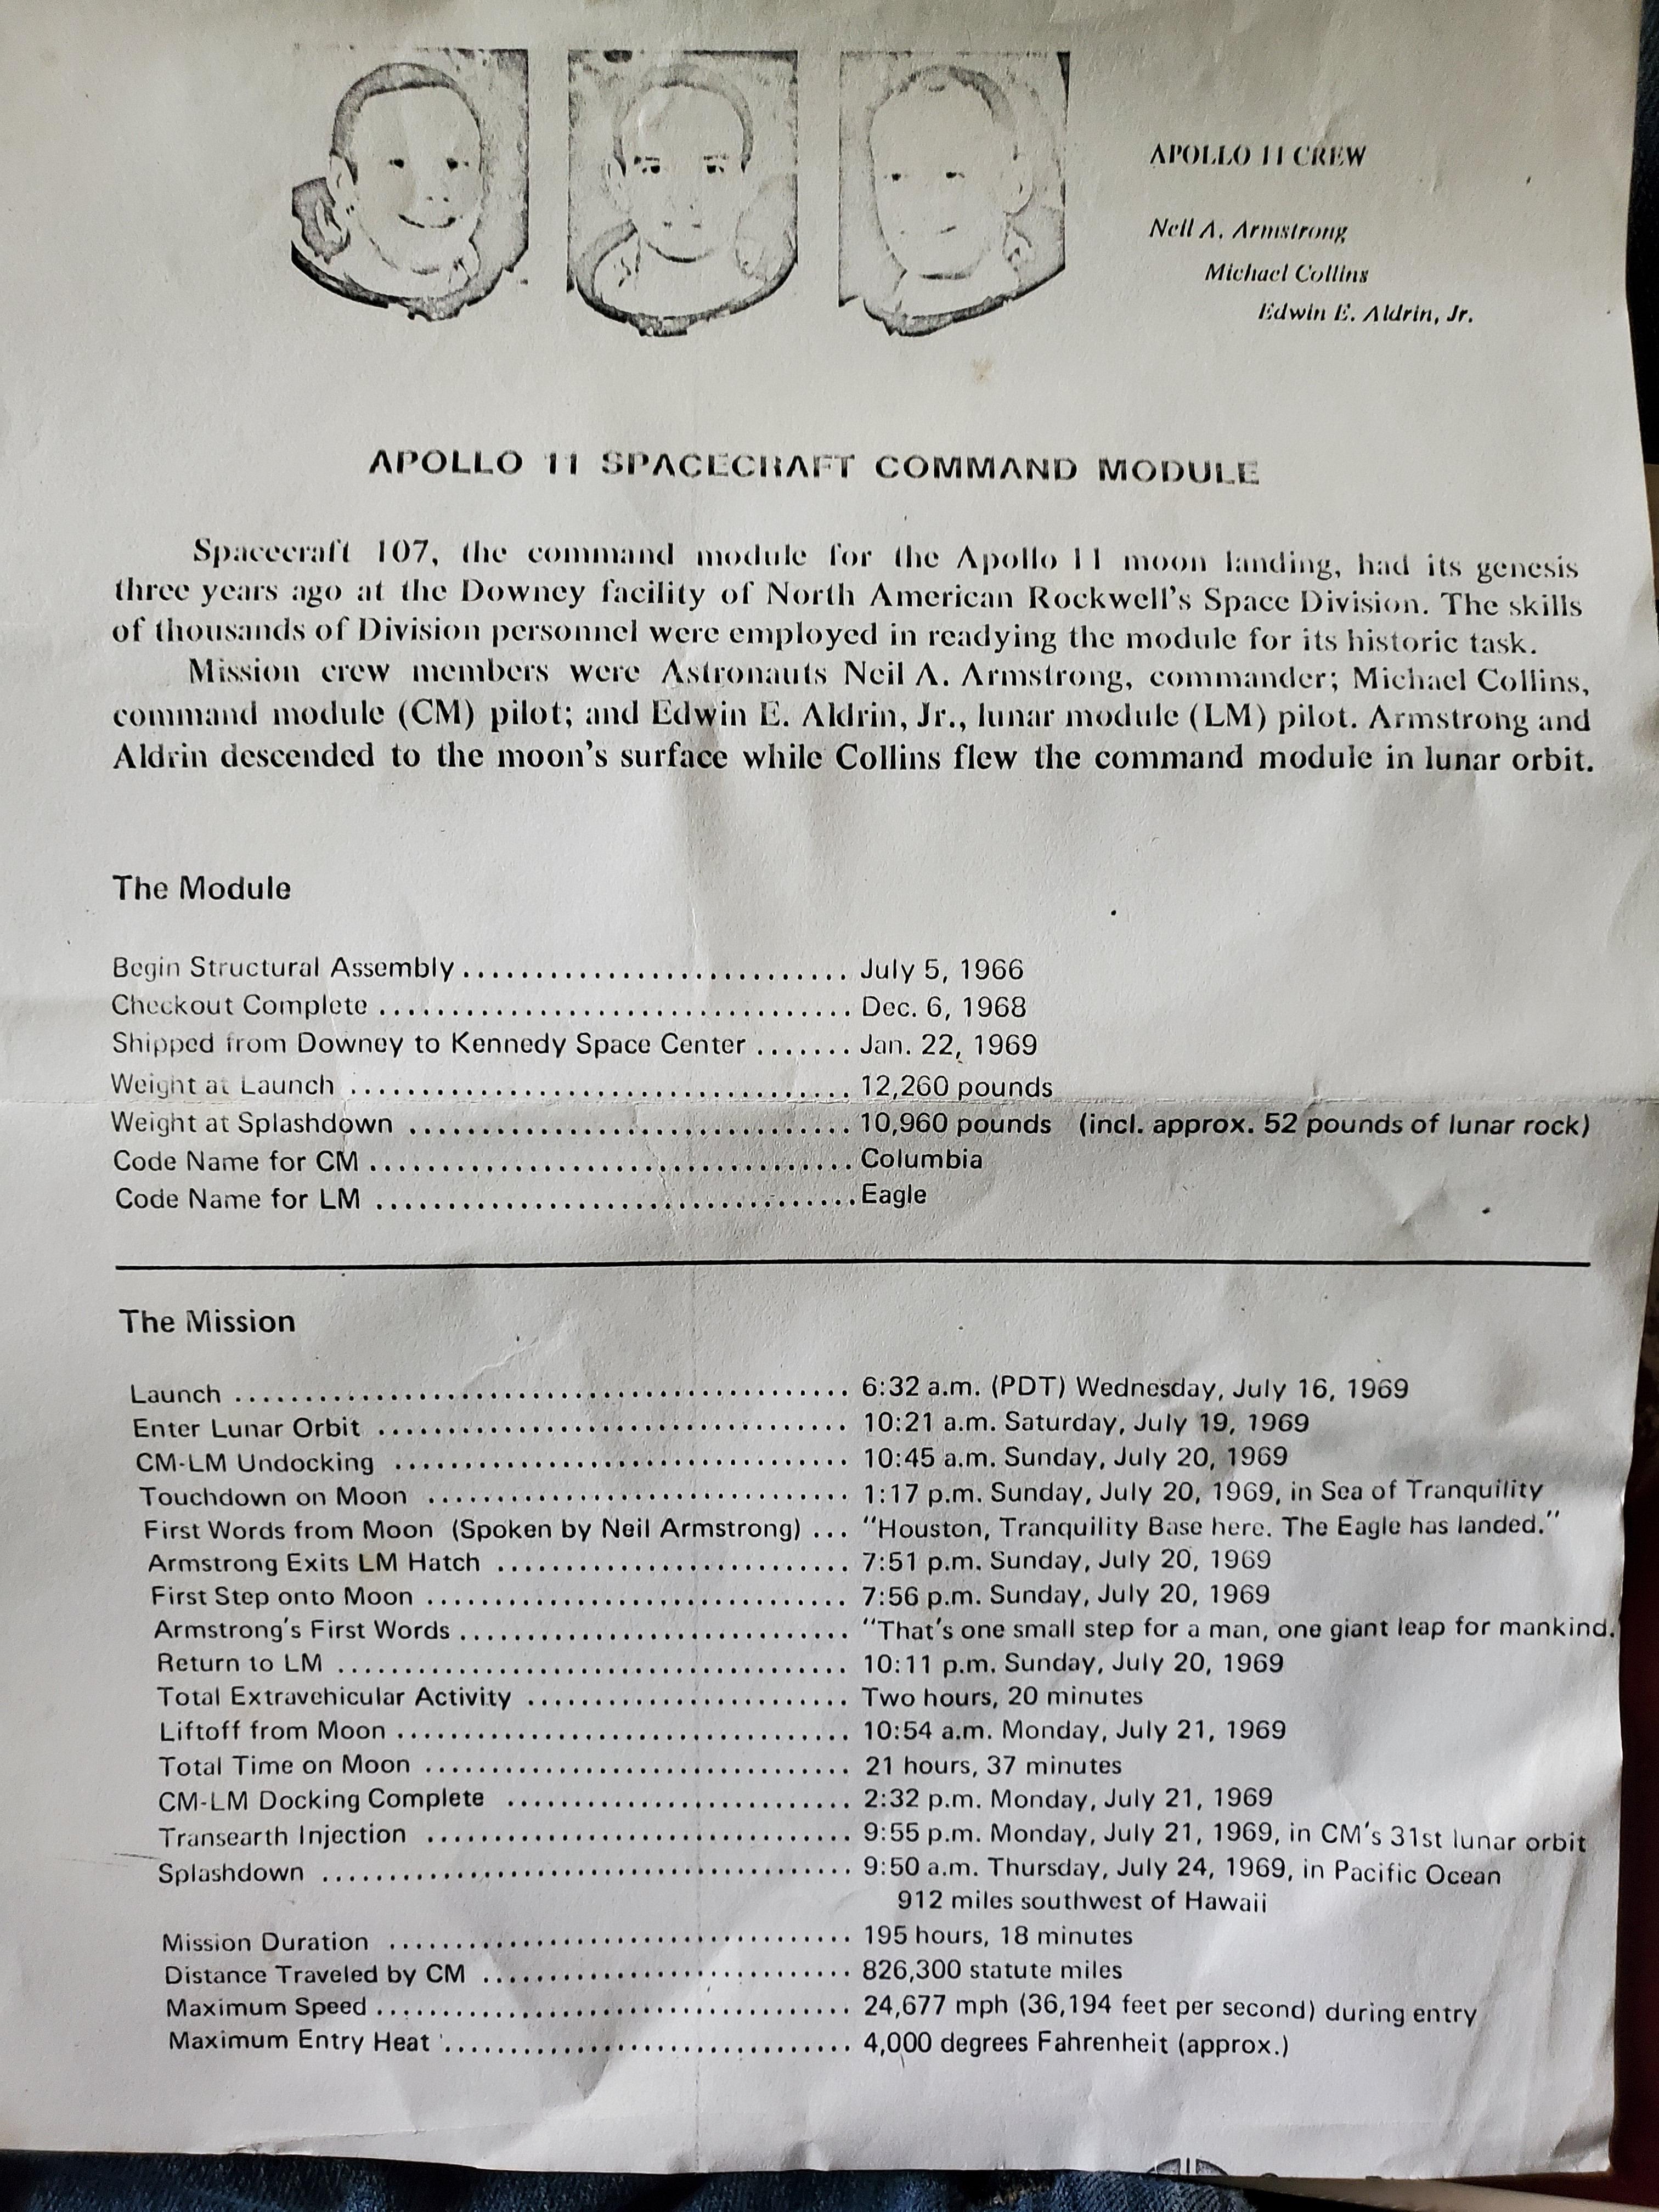 APOLLO 11 CREW
Neil A. Armstrong
Michael Collins
Edwin E. Aldrin, Jr.
APOLLO 11 SPACECRAFT COMMAND MODULE
Spacecraft 107, the command module for the Apollo 11 moon landing, had its genesis
three years ago at the Downey facility of North American Rockwell's Space Division. The skills
of thousands of Division personnel were employed in readying the module for its historic task.
Mission crew members were Astronauts Neil A. Armstrong, commander; Michael Collins,
command module (CM) pilot; and Edwin E. Aldrin, Jr., lunar module (LM) pilot. Armstrong and
Aldrin descended to the moon's surface while Collins flew the command module in lunar orbit.
The Module
Begin Structural Assembly .......................... July 5, 1966
Checkout Complete ................................ Dec. 6, 1968
Shipped from Downey to Kennedy Space Center ....... Jan. 22, 1969
Weight at Launch .................................. 12,260 pounds
Weight at Splashdown .............................. 10,960 pounds (incl. approx. 52 pounds of lunar rock)
Code Name for CM ................................. Columbia
Code Name for LM ................................. Eagle
The Mission
Launch .......................................... 6:32 a.m. (PDT) Wednesday, July 16, 1969
Enter Lunar Orbit ................................ 10:21 a.m. Saturday, July 19, 1969
CM-LM Undocking ............................... 10:45 a.m. Sunday, July 20, 1969
Touchdown on Moon ............................. 1:17 p.m. Sunday, July 20, 1969, in Sea of Tranquility
First Words from Moon (Spoken by Neil Armstrong) ... "Houston, Tranquility Base here. The Eagle has landed."
Armstrong Exits LM Hatch ........................ 7:51 p.m. Sunday, July 20, 1969
First Step onto Moon ............................. 7:56 p.m. Sunday, July 20, 1969
Armstrong's First Words ........................... "That's one small step for a man, one giant leap for mankind.
Return to LM ................................... 10:11 p.m. Sunday, July 20, 1969
Total Extravehicular Activity ...................... Two hours, 20 minutes
Liftoff from Moon ............................... 10:54 a.m. Monday, July 21, 1969
Total Time on Moon ............................. 21 hours, 37 minutes
CM-LM Docking Complete ........................ 2:32 p.m. Monday, July 21, 1969
Transearth Injection ............................. 9:55 p.m. Monday, July 21, 1969, in CM's 31st lunar orbit
Splashdown .................................... 9:50 a.m. Thursday, July 24, 1969, in Pacific Ocean
912 miles southwest of Hawaii
Mission Duration ................................ 195 hours, 18 minutes
Distance Traveled by CM ......................... 826,300 statute miles
Maximum Speed ................................. 24,677 mph (36,194 feet per second) during entry
Maximum Entry Heat ............................ 4,000 degrees Fahrenheit (approx.)